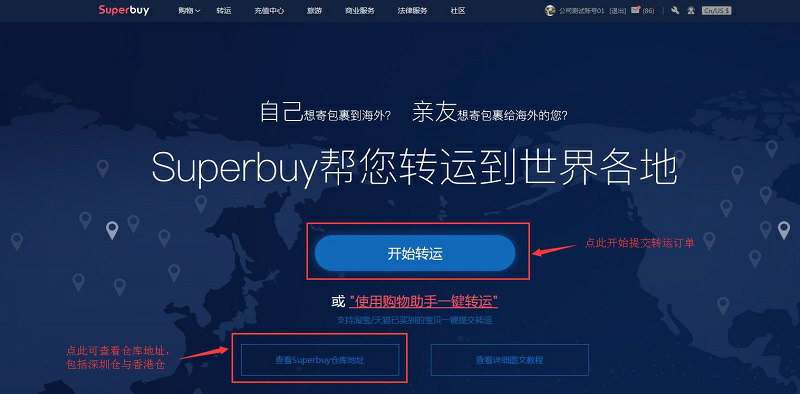 Superbuy 购物 转运 充值中心 旅游 商业服务 法律服务 社区 公司测试账号01 [退出] (86) Cn/US $
自己想寄包裹到海外? 亲友想寄包裹给海外的您?
Superbuy帮您转运到世界各地
开始转运
点此开始提交转运订单
或 "使用购物助手一键转运"
支持淘宝/天猫已买到的宝贝一键提交转运
点此可查看仓库地址,
包括深圳仓与香港仓
查看Superbuy仓库地址
查看详细图文教程